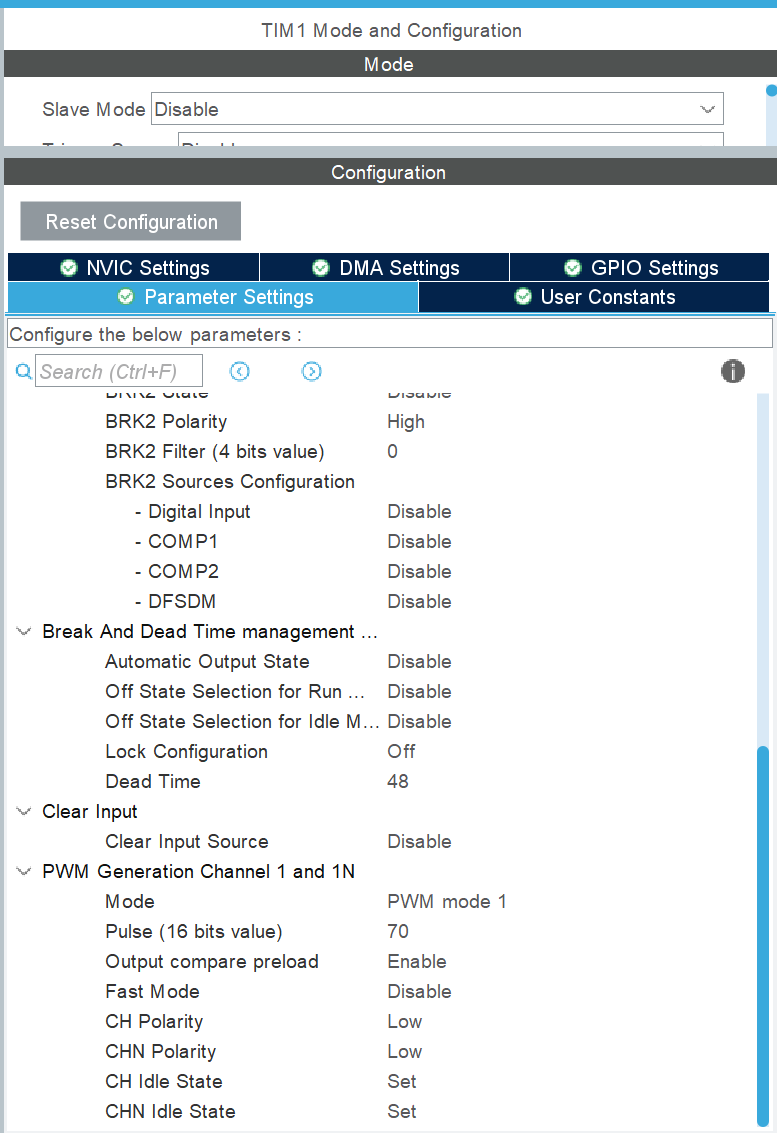 TIM1 Mode and Configuration
Mode
Slave Mode Disable
Configuration
Reset Configuration
NVIC Settings DMA Settings GPIO Settings
Parameter Settings User Constants
Configure the below parameters :
Search (Ctrl+F)
BRK2 State Disable
BRK2 Polarity High
BRK2 Filter (4 bits value) 0
BRK2 Sources Configuration
- Digital Input Disable
- COMP1 Disable
- COMP2 Disable
- DFSDM Disable
Break And Dead Time management ...
Automatic Output State Disable
Off State Selection for Run ... Disable
Off State Selection for Idle M... Disable
Lock Configuration Off
Dead Time 48
Clear Input
Clear Input Source Disable
PWM Generation Channel 1 and 1N
Mode PWM mode 1
Pulse (16 bits value) 70
Output compare preload Enable
Fast Mode Disable
CH Polarity Low
CHN Polarity Low
CH Idle State Set
CHN Idle State Set